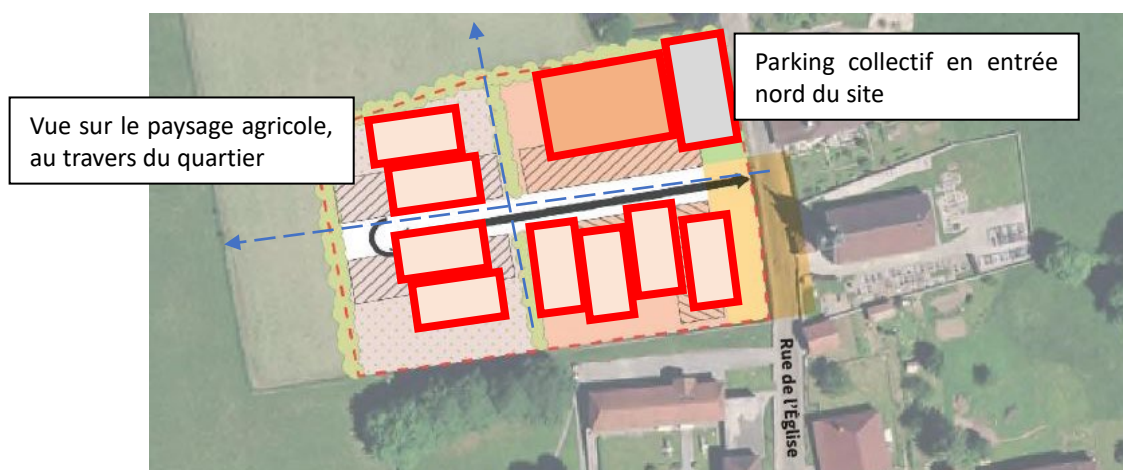 Parking collectif en entrée
nord du site
Vue sur le paysage agricole,
au travers du quartier
Rue de l'Église